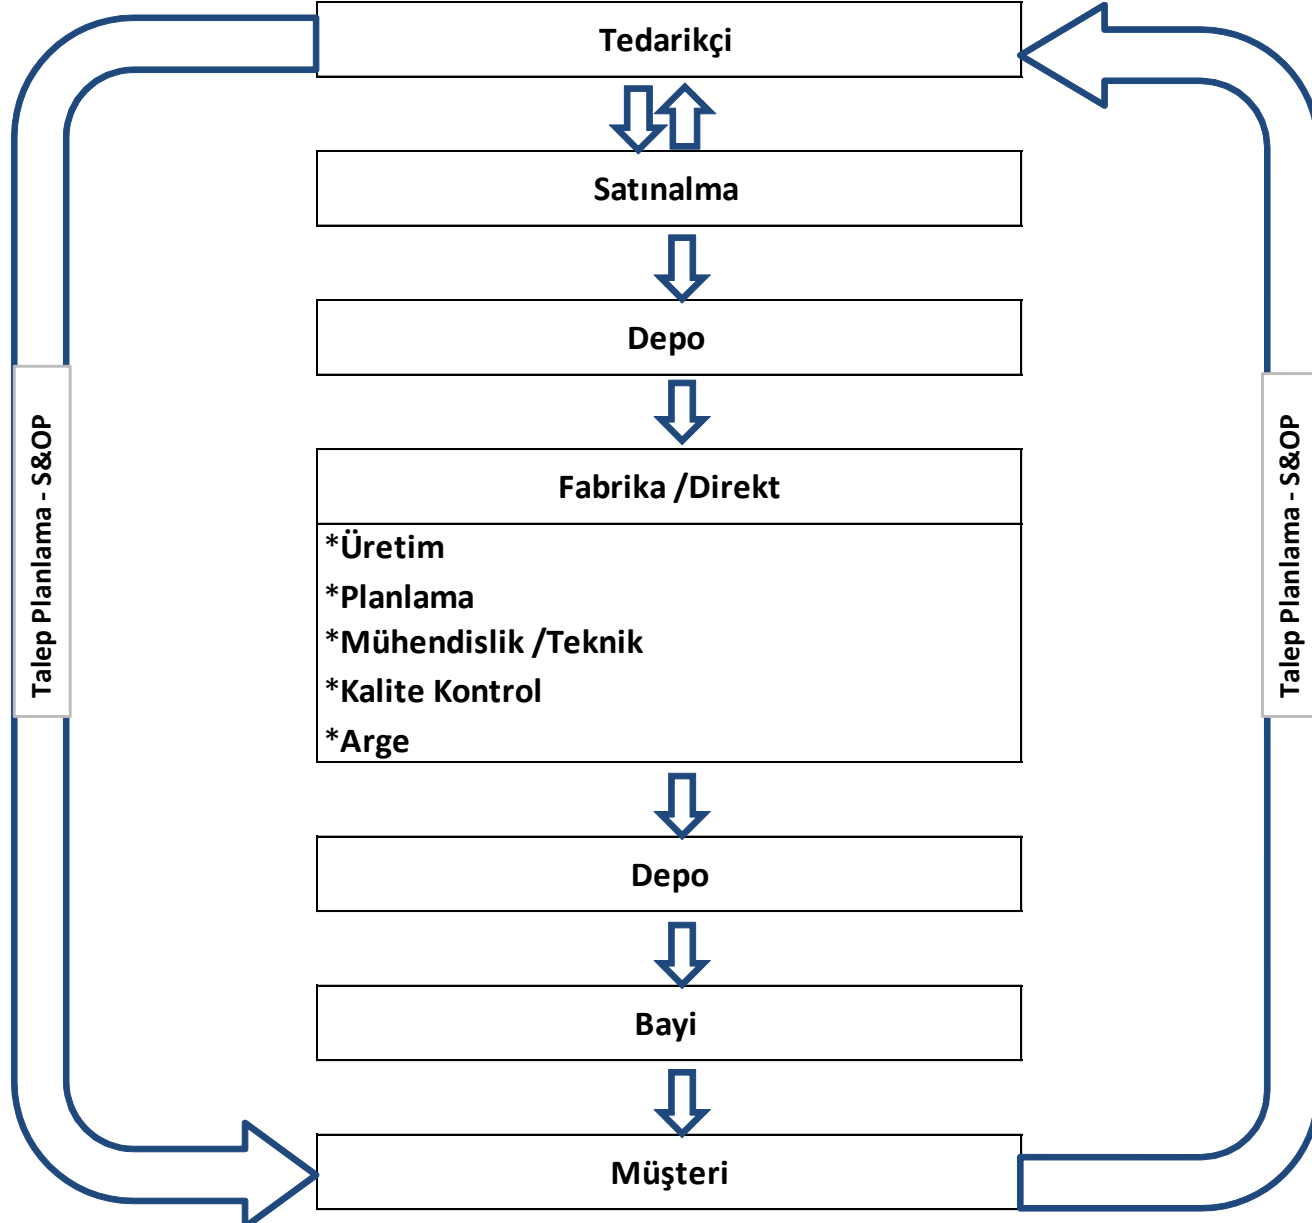 Tedarikçi
Satınalma
Depo
Fabrika /Direkt
*Üretim
*Planlama
*Mühendislik /Teknik
*Kalite Kontrol
*Arge
Depo
Bayi
Müşteri
Talep Planlama - S&OP
Talep Planlama - S&OP